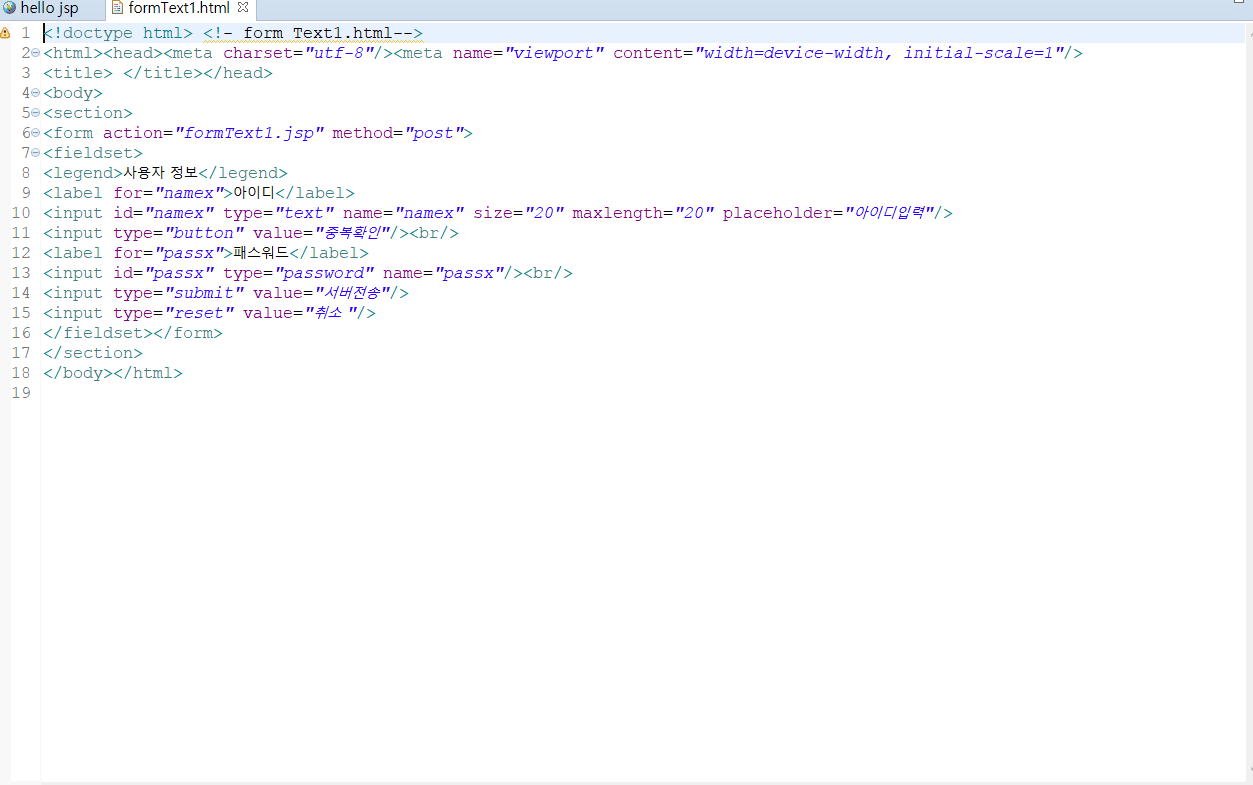 hello jsp formText1.html
1 <!doctype html> <!- form Text1.html-->
2 <html><head><meta charset="utf-8"/><meta name="viewport" content="width=device-width, initial-scale=1"/>
3 <title> </title></head>
4 <body>
5 <section>
6 <form action="formText1.jsp" method="post">
7 <fieldset>
8 <legend>사용자 정보</legend>
9 <label for="namex">아이디</label>
10 <input id="namex" type="text" name="namex" size="20" maxlength="20" placeholder="아이디입력"/>
11 <input type="button" value="중복확인"/><br/>
12 <label for="passx">패스워드</label>
13 <input id="passx" type="password" name="passx"/><br/>
14 <input type="submit" value="서버전송"/>
15 <input type="reset" value="취소 "/>
16 </fieldset></form>
17 </section>
18 </body></html>
19